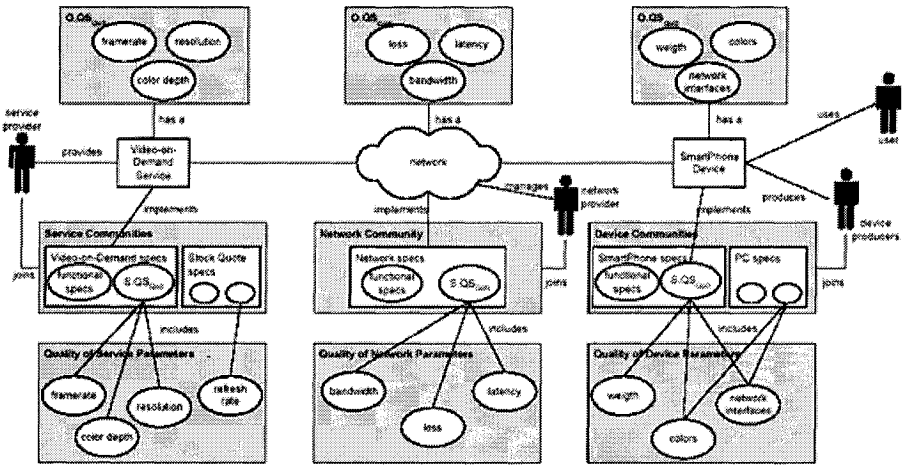 O.QS
framerate
resolution
color depth
O.QS
loss
latency
bandwidth
O.QS
weigth
colors
network
interfaces
service
provider
has a
has a
has a
uses
user
provides
Video-on-
Demand
Service
network
SmartPhone
Device
manages
network
provider
produces
device
producers
implements
implements
implements
joins
Service Communities
Video-on-Demand specs
functional
specs
S.QS
Stock Quote
specs
Network Community
Network specs
functional
specs
S.QS
joins
Device Communities
SmartPhone specs
functional
specs
S.QS
PC specs
joins
includes
includes
includes
Quality of Service Parameters
framerate
color depth
resolution
refresh
rate
Quality of Network Parameters
bandwidth
loss
latency
Quality of Device Parameters
weigth
colors
network
interfaces